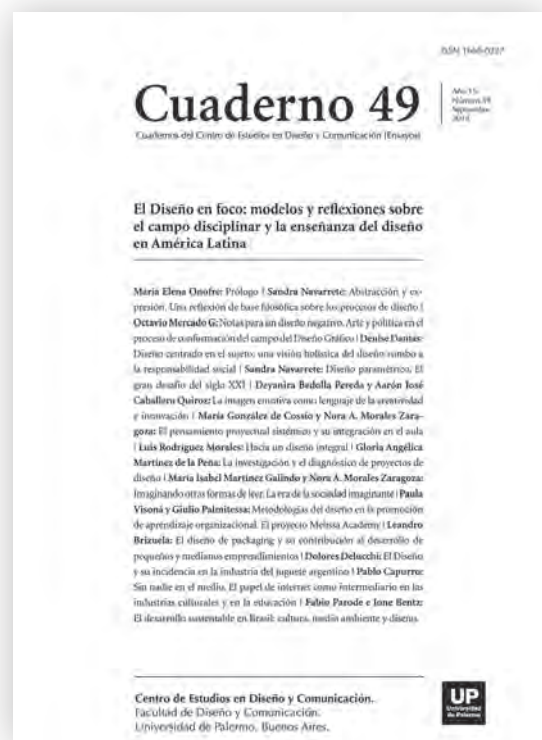 ISSN 1668-0227
Cuaderno 49
Año 15
Número 49
Septiembre
2014
Cuadernos del Centro de Estudios en Diseño y Comunicación [Ensayos]
El Diseño en foco: modelos y reflexiones sobre
el campo disciplinar y la enseñanza del diseño
en América Latina
María Elena Onofre: Prólogo | Sandra Navarrete: Abstracción y ex-
presión. Una reflexión de base filosófica sobre los procesos de diseño |
Octavio Mercado G: Notas para un diseño negativo. Arte y política en el
proceso de conformación del campo del Diseño Gráfico | Denise Dantas:
Diseño centrado en el sujeto: una visión holística del diseño rumbo a
la responsabilidad social | Sandra Navarrete: Diseño paramétrico. El
gran desafío del siglo XXI | Deyanira Bedolla Pereda y Aarón José
Caballero Quiroz: La imagen emotiva como lenguaje de la creatividad
e innovación | María González de Cossío y Nora A. Morales Zara-
goza: El pensamiento proyectual sistémico y su integración en el aula
| Luis Rodríguez Morales: Hacia un diseño integral | Gloria Angélica
Martínez de la Peña: La investigación y el diagnóstico de proyectos de
diseño | María Isabel Martínez Galindo y Nora A. Morales Zaragoza:
Imaginando otras formas de leer. La era de la sociedad imaginante | Paula
Visoná y Giulio Palmitessa: Metodologías del diseño en la promoción
de aprendizaje organizacional. El proyecto Melissa Academy | Leandro
Brizuela: El diseño de packaging y su contribución al desarrollo de
pequeños y medianos emprendimientos | Dolores Delucchi: El Diseño
y su incidencia en la industria del juguete argentino | Pablo Capurro:
Sin nadie en el medio. El papel de internet como intermediario en las
industrias culturales y en la educación | Fabio Parode e Ione Bentz:
El desarrollo sustentable en Brasil: cultura, medio ambiente y diseño.
Centro de Estudios en Diseño y Comunicación.
Facultad de Diseño y Comunicación.
Universidad de Palermo. Buenos Aires.
UP
Universidad
de Palermo